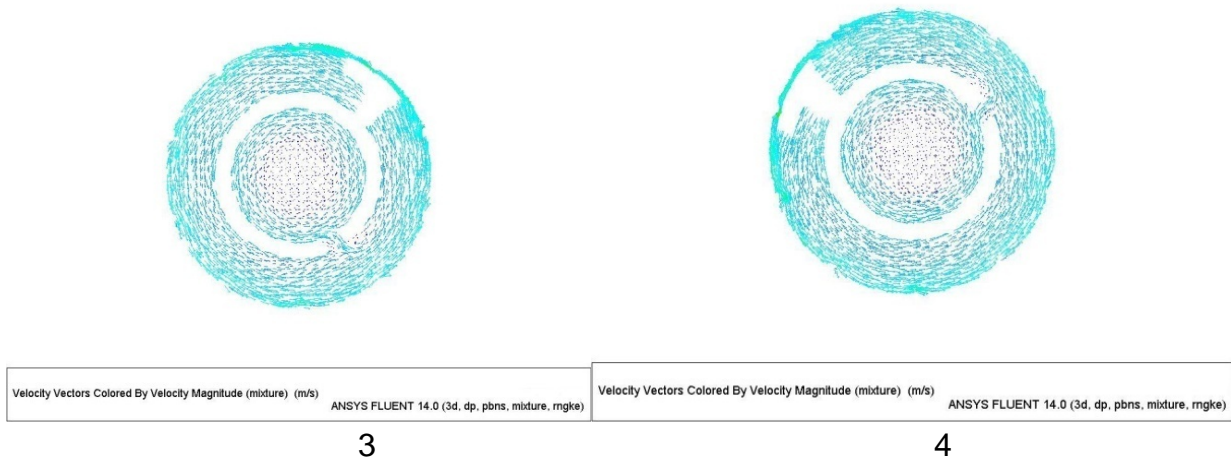 Velocity Vectors Colored By Velocity Magnitude (mixture) (m/s)
ANSYS FLUENT 14.0 (3d, dp, pbns, mixture, rngke)
3
Velocity Vectors Colored By Velocity Magnitude (mixture) (m/s)
ANSYS FLUENT 14.0 (3d, dp, pbns, mixture, rngke)
4